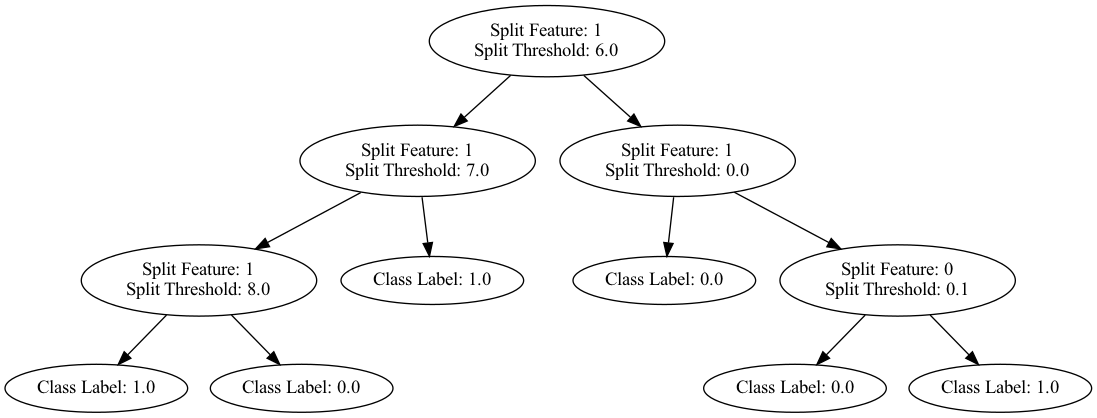 Split Feature: 1
Split Threshold: 6.0
Split Feature: 1
Split Threshold: 7.0
Split Feature: 1
Split Threshold: 0.0
Split Feature: 1
Split Threshold: 8.0
Class Label: 1.0
Class Label: 0.0
Split Feature: 0
Split Threshold: 0.1
Class Label: 1.0
Class Label: 0.0
Class Label: 0.0
Class Label: 1.0